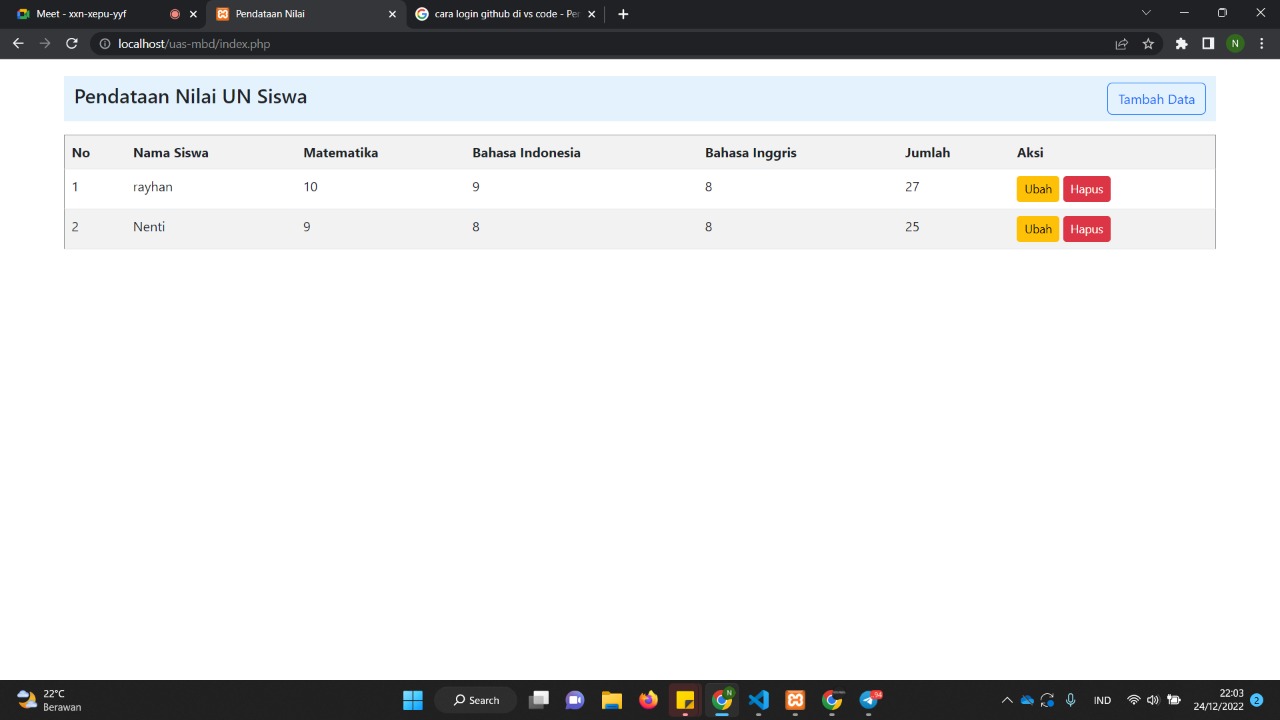 Meet - xxn-xepu-yyf
Pendataan Nilai
cara login github di vs code - Pe
localhost/uas-mbd/index.php
N
Pendataan Nilai UN Siswa
Tambah Data
No Nama Siswa Matematika Bahasa Indonesia Bahasa Inggris Jumlah Aksi
1 rayhan 10 9 8 27 Ubah Hapus
2 Nenti 9 8 8 25 Ubah Hapus
22°C
Berawan
Search
N
94
IND
22:03
24/12/2022
2